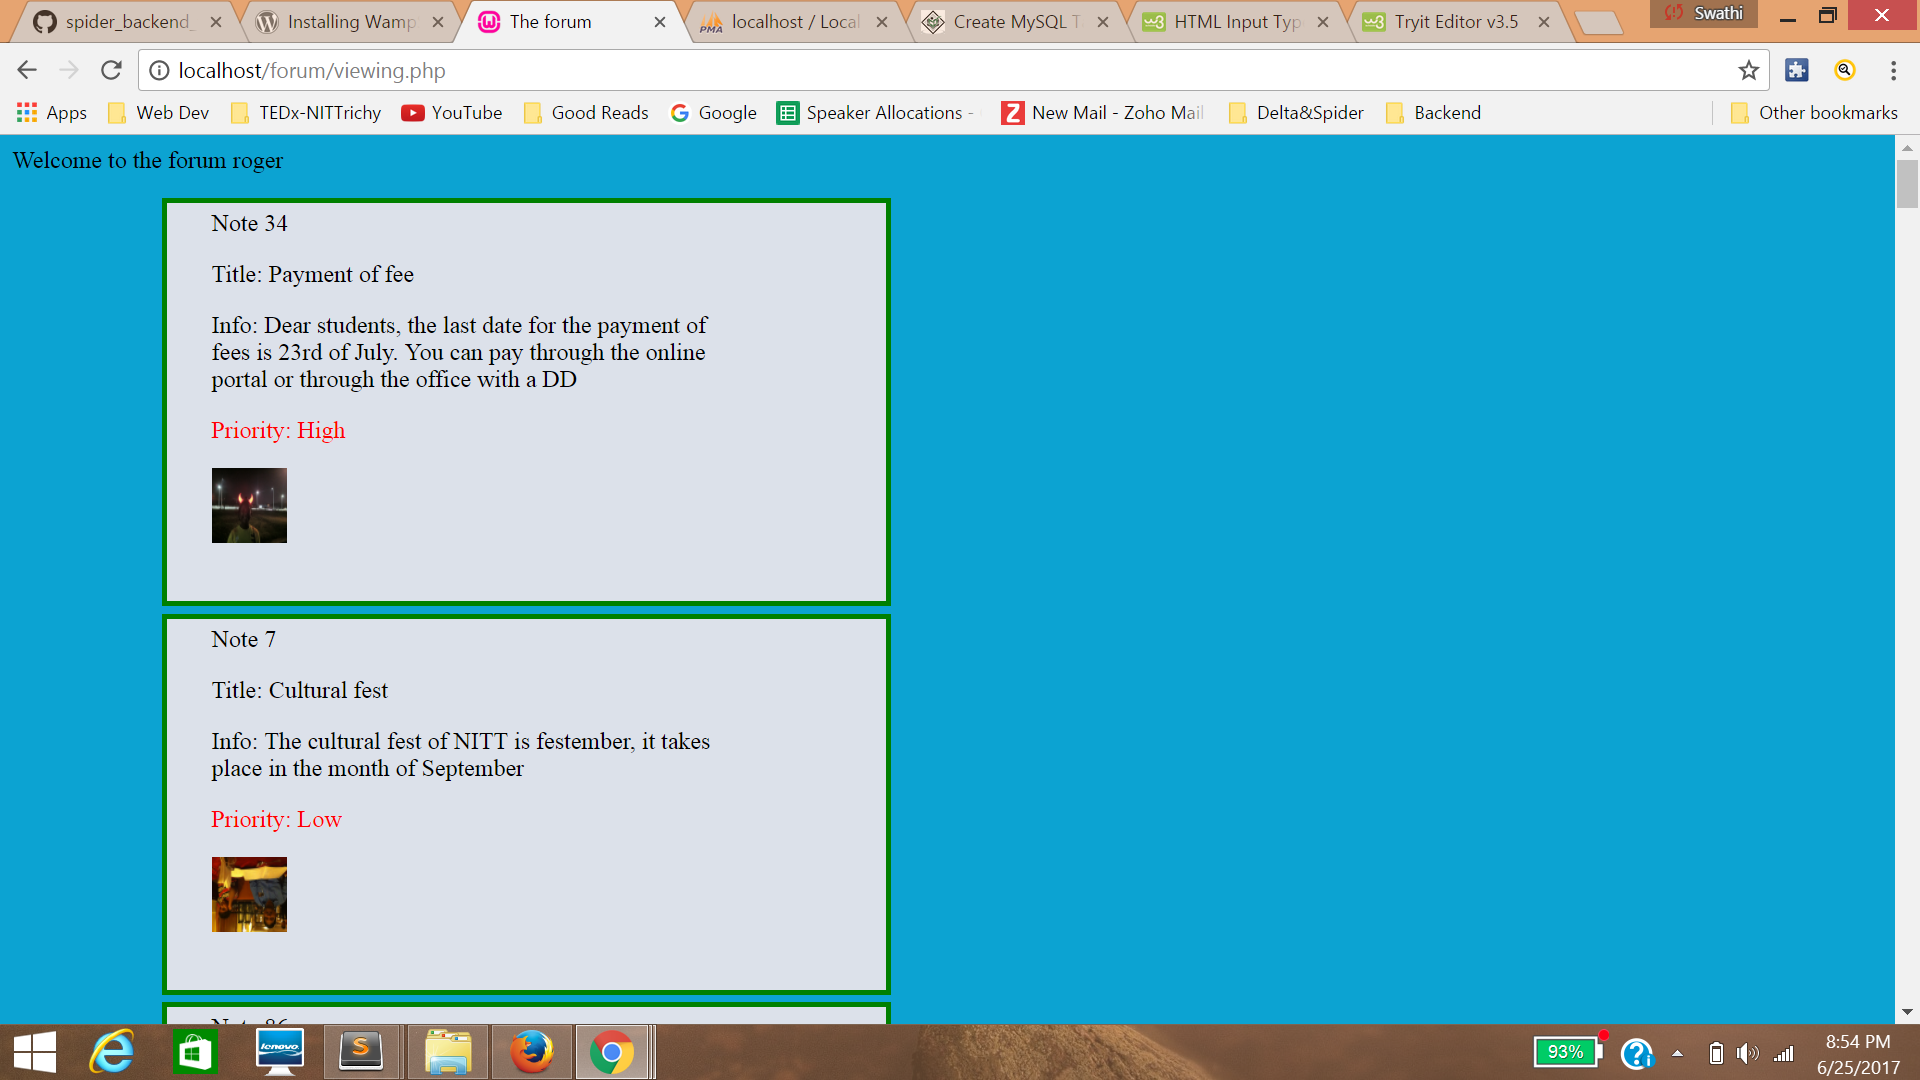 spider_backend_
Installing Wamp
The forum
localhost / Local
Create MySQL T
HTML Input Typ
Tryit Editor v3.5
Swathi
localhost/forum/viewing.php
Apps
Web Dev
TEDx-NITTrichy
YouTube
Good Reads
Google
Speaker Allocations -
New Mail - Zoho Mail
Delta&Spider
Backend
Other bookmarks
Welcome to the forum roger
Note 34
Title: Payment of fee
Info: Dear students, the last date for the payment of
fees is 23rd of July. You can pay through the online
portal or through the office with a DD
Priority: High
Note 7
Title: Cultural fest
Info: The cultural fest of NITT is festember, it takes
place in the month of September
Priority: Low
Note 86
lenovo
93%
8:54 PM
6/25/2017